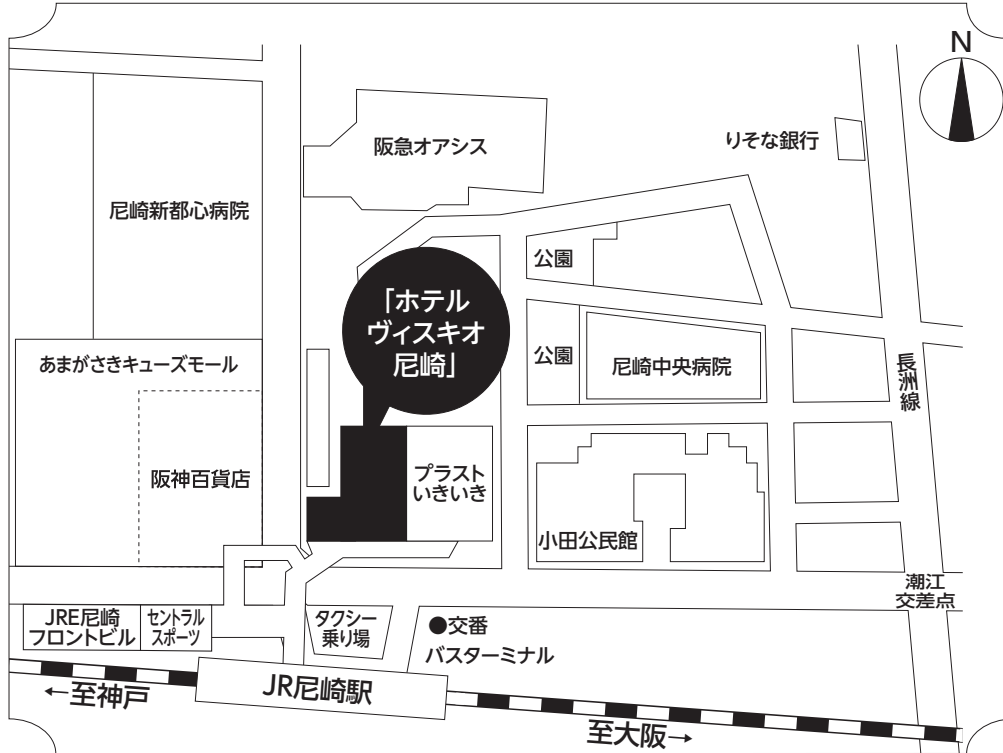 N
阪急オアシス
りそな銀行
尼崎新都心病院
公園
「ホテル
ヴィスキオ
尼崎」
あまがさきキューズモール
公園
尼崎中央病院
長洲線
阪神百貨店
プラスト
いきいき
小田公民館
潮江
交差点
JRE尼崎
フロントビル
セントラル
スポーツ
タクシー
乗り場
●交番
バスターミナル
JR尼崎駅
←至神戸
至大阪→